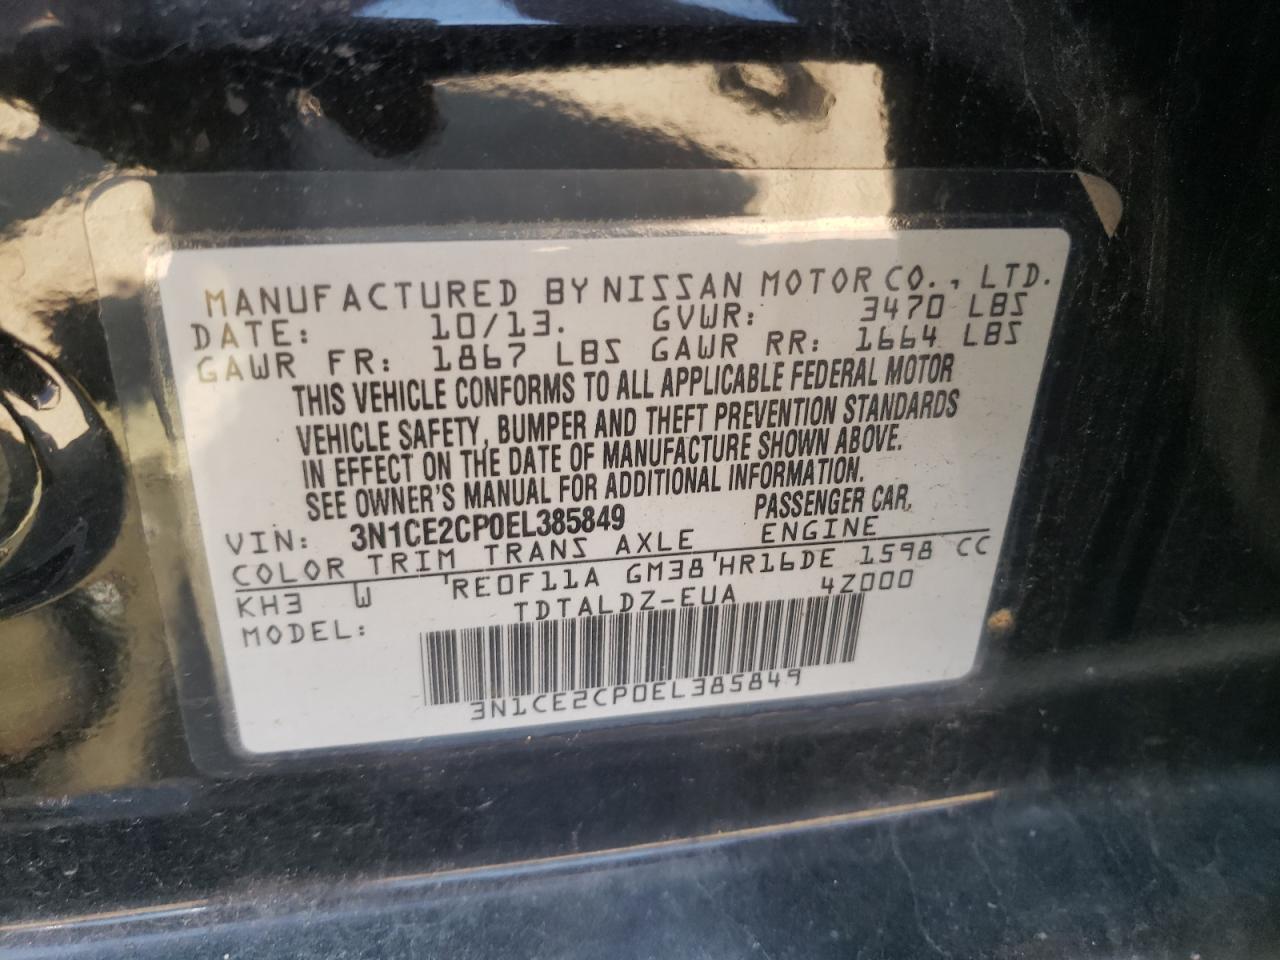 MANUFACTURED BY NISSAN MOTOR CO., LTD.
DATE: 10/13. GVWR: 3470 LBS
GAWR FR: 1867 LBS GAWR RR: 1664 LBS
THIS VEHICLE CONFORMS TO ALL APPLICABLE FEDERAL MOTOR
VEHICLE SAFETY, BUMPER AND THEFT PREVENTION STANDARDS
IN EFFECT ON THE DATE OF MANUFACTURE SHOWN ABOVE.
SEE OWNER'S MANUAL FOR ADDITIONAL INFORMATION.
VIN: 3N1CE2CP0EL385849 PASSENGER CAR,
COLOR TRIM TRANS AXLE ENGINE
KH3 W 'RE0F11A GM38'HR16DE 1598 CC
MODEL: TDTALDZ-EUA 4Z000
3N1CE2CP0EL385849